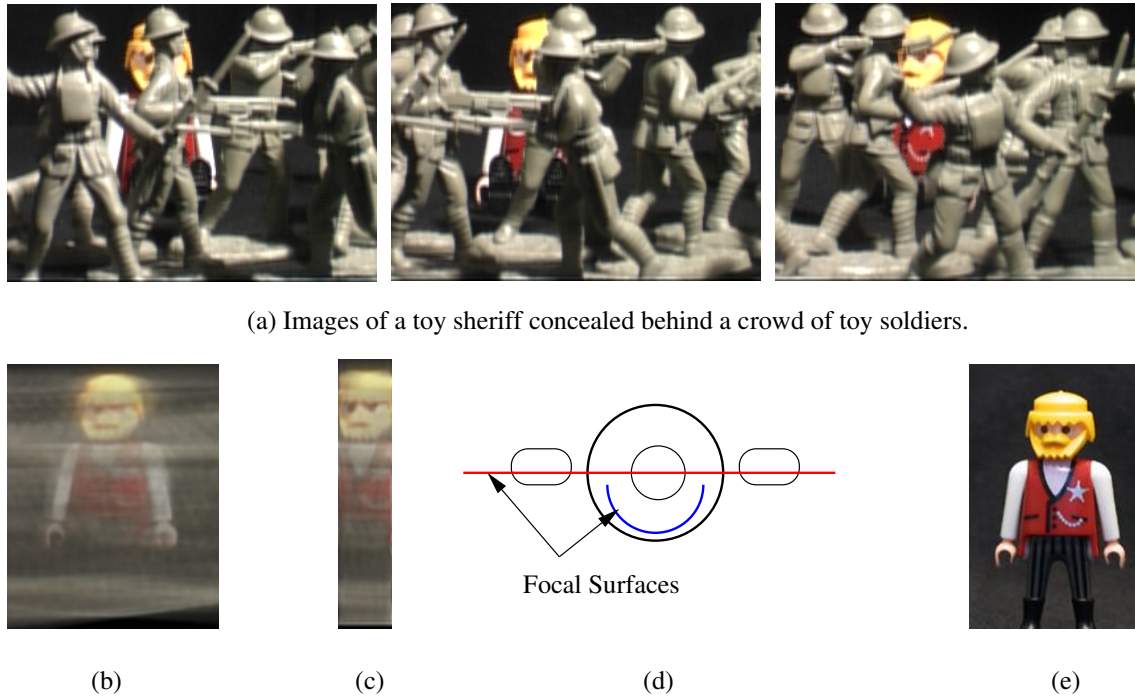 (a) Images of a toy sheriff concealed behind a crowd of toy soldiers.
Focal Surfaces
(b)
(c)
(d)
(e)